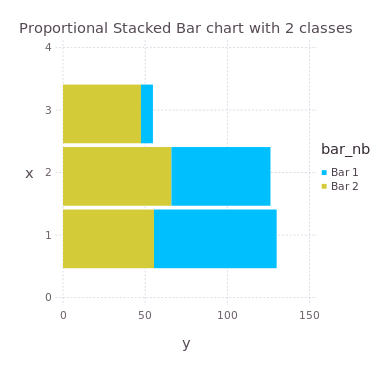 Proportional Stacked Bar chart with 2 classes
4
3
2
1
0
x
0 50 100 150
y
bar_nb
Bar 1
Bar 2